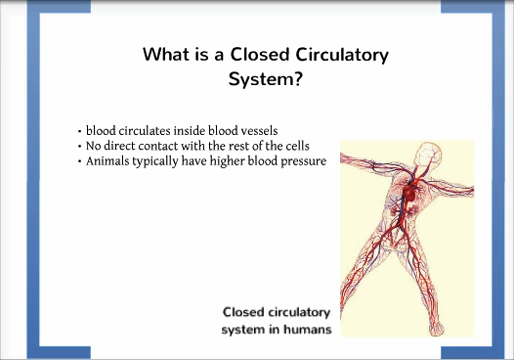 What is a Closed Circulatory
System?
• blood circulates inside blood vessels
• No direct contact with the rest of the cells
• Animals typically have higher blood pressure
Closed circulatory
system in humans